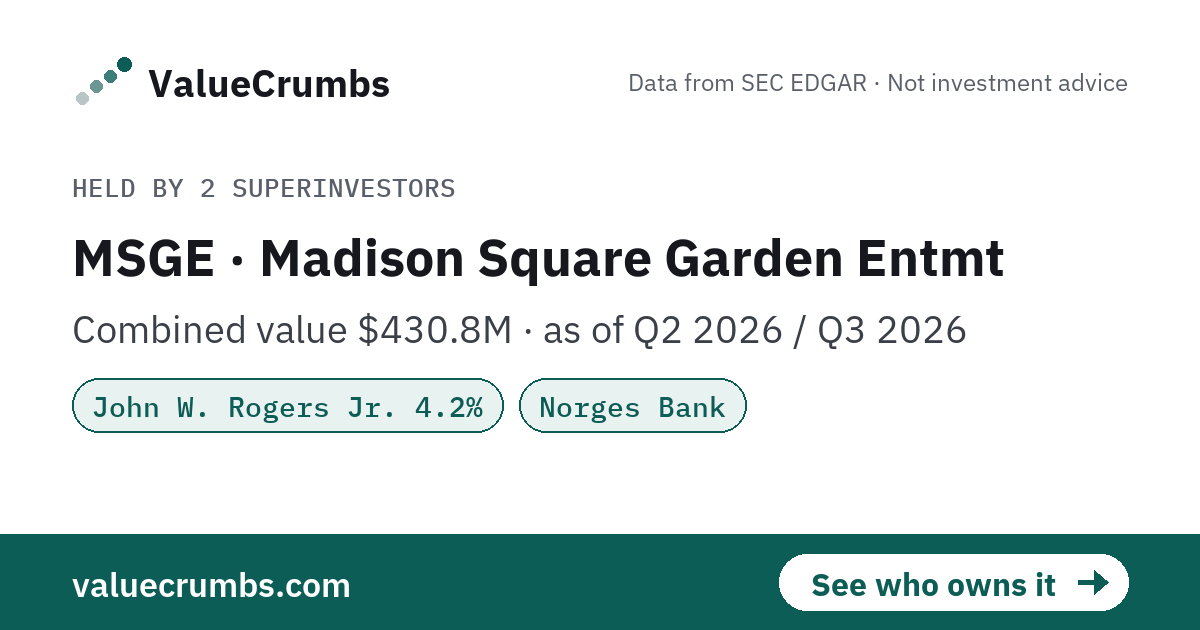 ValueCrumbs
Data from SEC EDGAR · Not investment advice
HELD BY 2 SUPERINVESTORS
MSGE · Madison Square Garden Entmt
Combined value $430.8M · as of Q2 2026 / Q3 2026
John W. Rogers Jr. 4.2%
Norges Bank
valuecrumbs.com
See who owns it →